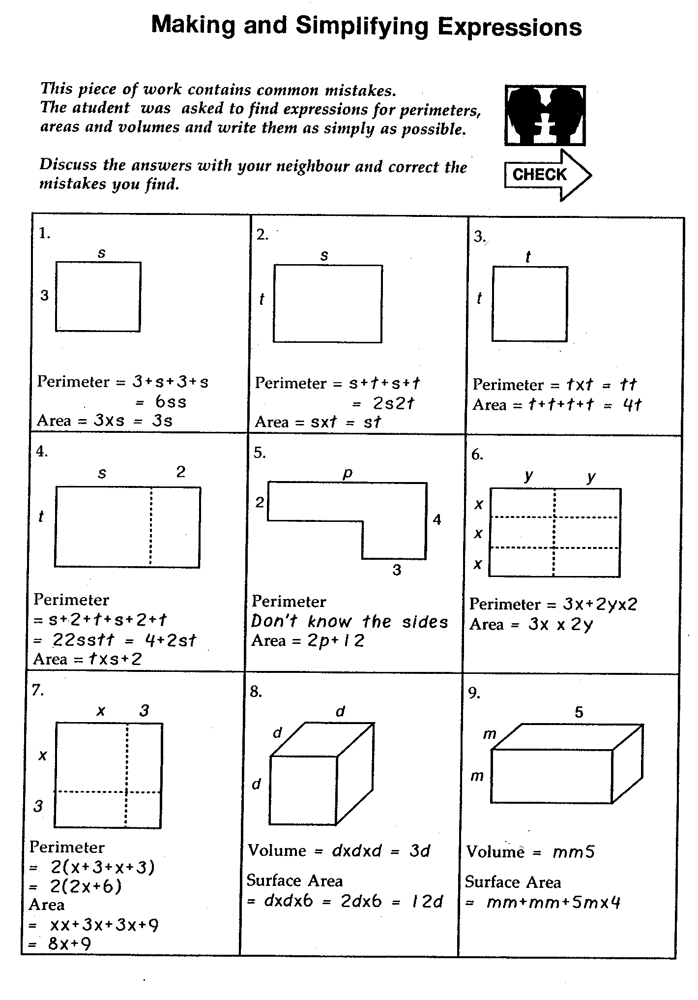 Making and Simplifying Expressions
This piece of work contains common mistakes.
The atudent was asked to find expressions for perimeters,
areas and volumes and write them as simply as possible.
Discuss the answers with your neighbour and correct the
mistakes you find.
CHECK
1.
s
3
Perimeter = 3+s+3+s
= 6ss
Area = 3xs = 3s
2.
s
t
Perimeter = s+t+s+t
= 2s2t
Area = sxt = st
3.
t
t
Perimeter = txt = tt
Area = t+t+t+t = 4t
4.
s 2
t
Perimeter
= s+2+t+s+2+t
= 22sstt = 4+2st
Area = txs+2
5.
p
2
4
3
Perimeter
Don't know the sides
Area = 2p+12
6.
y y
x
x
x
Perimeter = 3x+2yx2
Area = 3x x 2y
7.
x 3
x
3
Perimeter
= 2(x+3+x+3)
= 2(2x+6)
Area
= xx+3x+3x+9
= 8x+9
8.
d
d
d
Volume = dxdxd = 3d
Surface Area
= dxdx6 = 2dx6 = 12d
9.
5
m
m
Volume = mm5
Surface Area
= mm+mm+5mx4